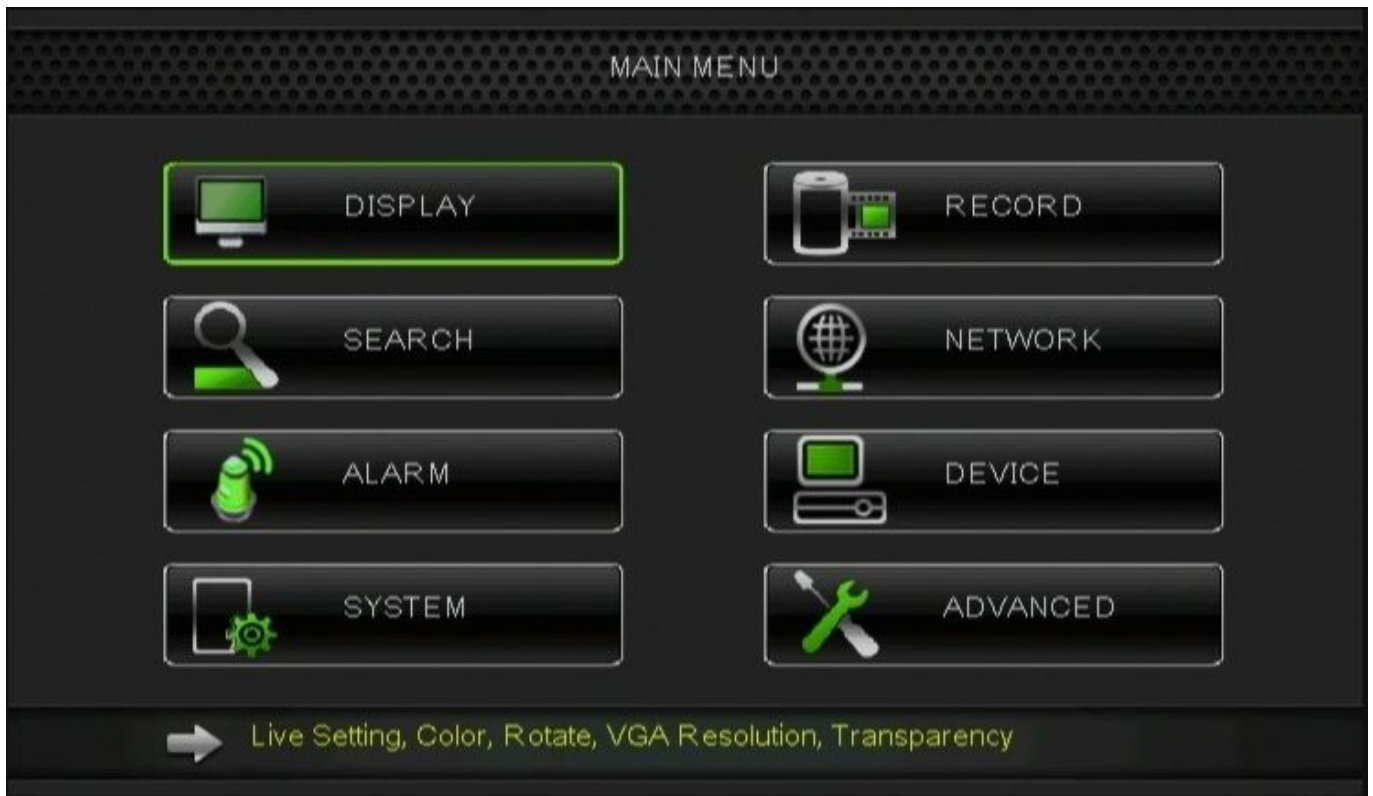 MAIN MENU
DISPLAY
RECORD
SEARCH
NETWORK
ALARM
DEVICE
SYSTEM
ADVANCED
Live Setting, Color, Rotate, VGA Resolution, Transparency